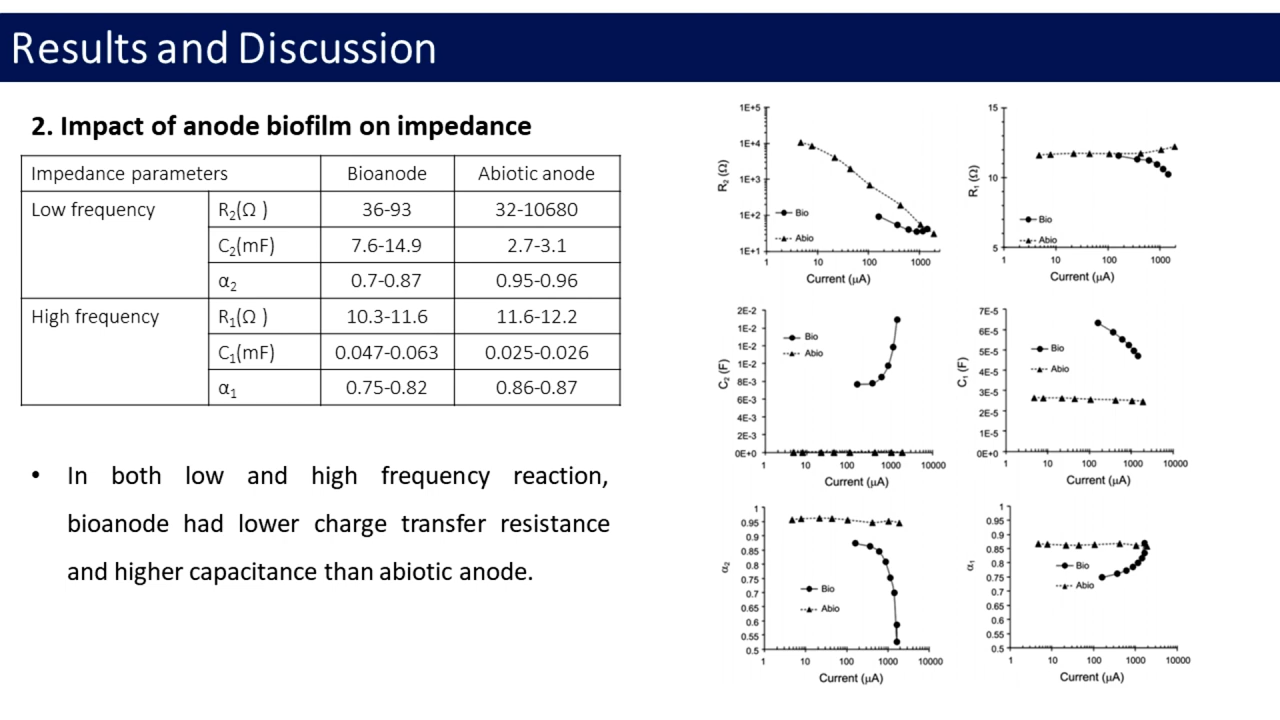 Results and Discussion
2. Impact of anode biofilm on impedance
Impedance parameters Bioanode Abiotic anode
Low frequency R₂(Ω ) 36-93 32-10680
C₂(mF) 7.6-14.9 2.7-3.1
α₂ 0.7-0.87 0.95-0.96
High frequency R₁(Ω ) 10.3-11.6 11.6-12.2
C₁(mF) 0.047-0.063 0.025-0.026
α₁ 0.75-0.82 0.86-0.87
• In both low and high frequency reaction,
bioanode had lower charge transfer resistance
and higher capacitance than abiotic anode.
1E+5
1E+4
1E+3
1E+2
1E+1
R₂ (Ω)
Bio
Abio
1 10 100 1000
Current (µA)
15
10
5
R₁ (Ω)
Bio
Abio
1 10 100 1000
Current (µA)
2E-2
1E-2
1E-2
1E-2
8E-3
6E-3
4E-3
2E-3
0E+0
C₂ (F)
Bio
Abio
1 10 100 1000 10000
Current (µA)
7E-5
6E-5
5E-5
4E-5
3E-5
2E-5
1E-5
0E+0
C₁ (F)
Bio
Abio
1 10 100 1000 10000
Current (µA)
1
0.95
0.9
0.85
0.8
0.75
0.7
0.65
0.6
0.55
0.5
α₂
Bio
Abio
1 10 100 1000 10000
Current (µA)
1
0.95
0.9
0.85
0.8
0.75
0.7
0.65
0.6
0.55
0.5
α₁
Bio
Abio
1 10 100 1000 10000
Current (µA)